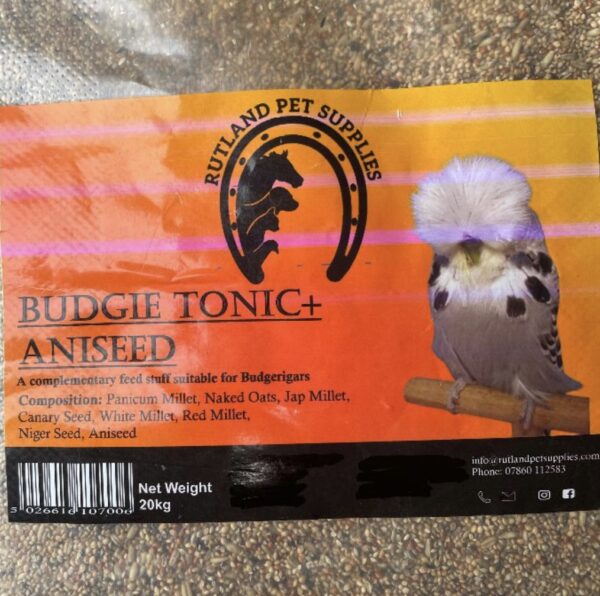 RUTLAND PET SUPPLIES
BUDGIE TONIC+
ANISEED
A complementary feed stuff suitable for Budgerigars
Composition: Panicum Millet, Naked Oats, Jap Millet,
Canary Seed, White Millet, Red Millet,
Niger Seed, Aniseed
5 026616 107006
Net Weight
20kg
info@rutlandpetsupplies.com
Phone: 07860 112583